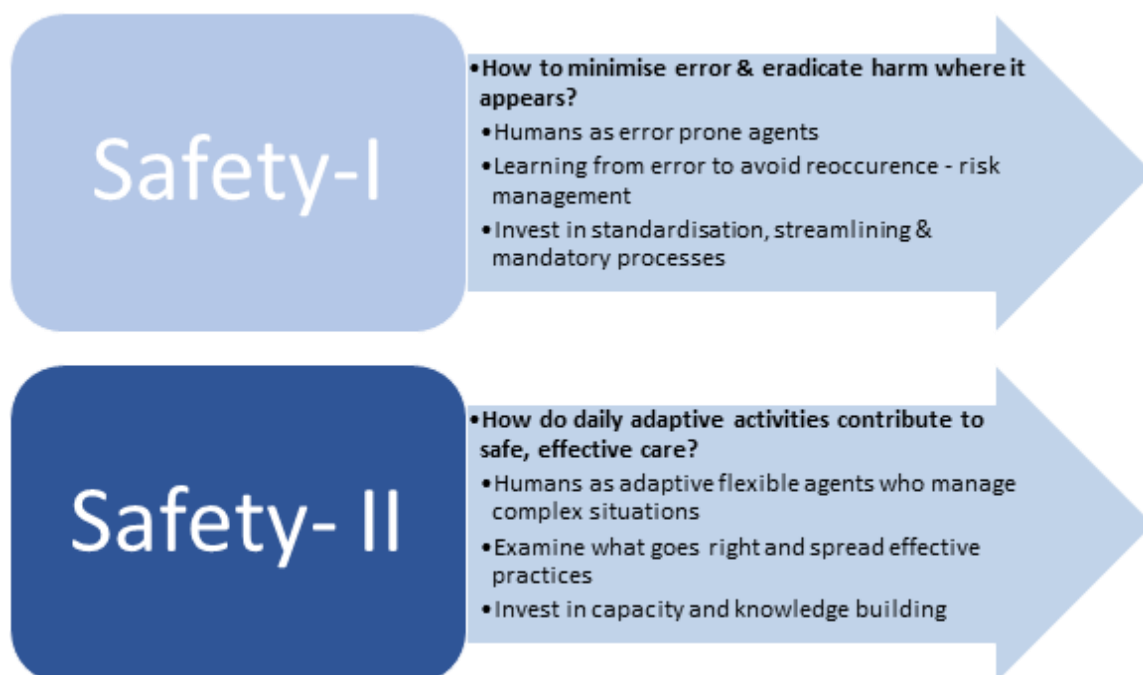 Safety-I
•How to minimise error & eradicate harm where it
appears?
•Humans as error prone agents
•Learning from error to avoid reoccurence - risk
management
•Invest in standardisation, streamlining &
mandatory processes
Safety- II
•How do daily adaptive activities contribute to
safe, effective care?
•Humans as adaptive flexible agents who manage
complex situations
•Examine what goes right and spread effective
practices
•Invest in capacity and knowledge building